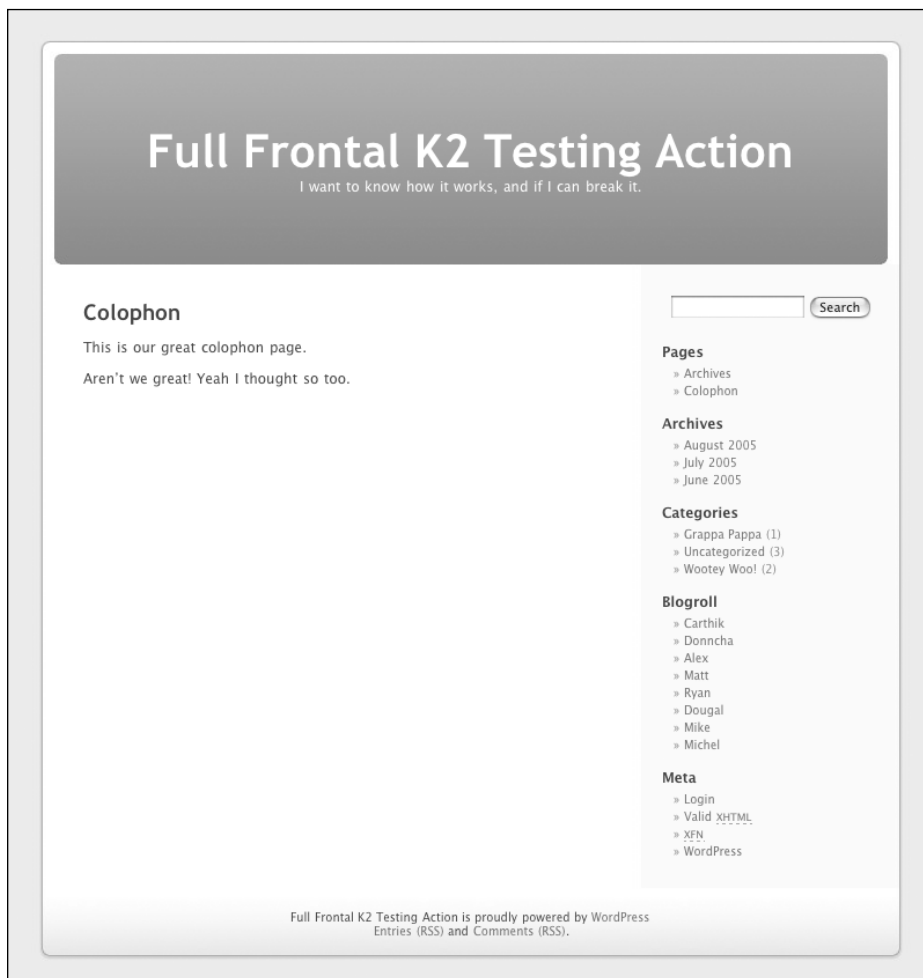 Full Frontal K2 Testing Action
I want to know how it works, and if I can break it.
Colophon
This is our great colophon page.
Aren't we great! Yeah I thought so too.
Search
Pages
» Archives
» Colophon
Archives
» August 2005
» July 2005
» June 2005
Categories
» Grappa Pappa (1)
» Uncategorized (3)
» Wootey Woo! (2)
Blogroll
» Carthik
» Donncha
» Alex
» Matt
» Ryan
» Dougal
» Mike
» Michel
Meta
» Login
» Valid XHTML
» XFN
» WordPress
Full Frontal K2 Testing Action is proudly powered by WordPress
Entries (RSS) and Comments (RSS).